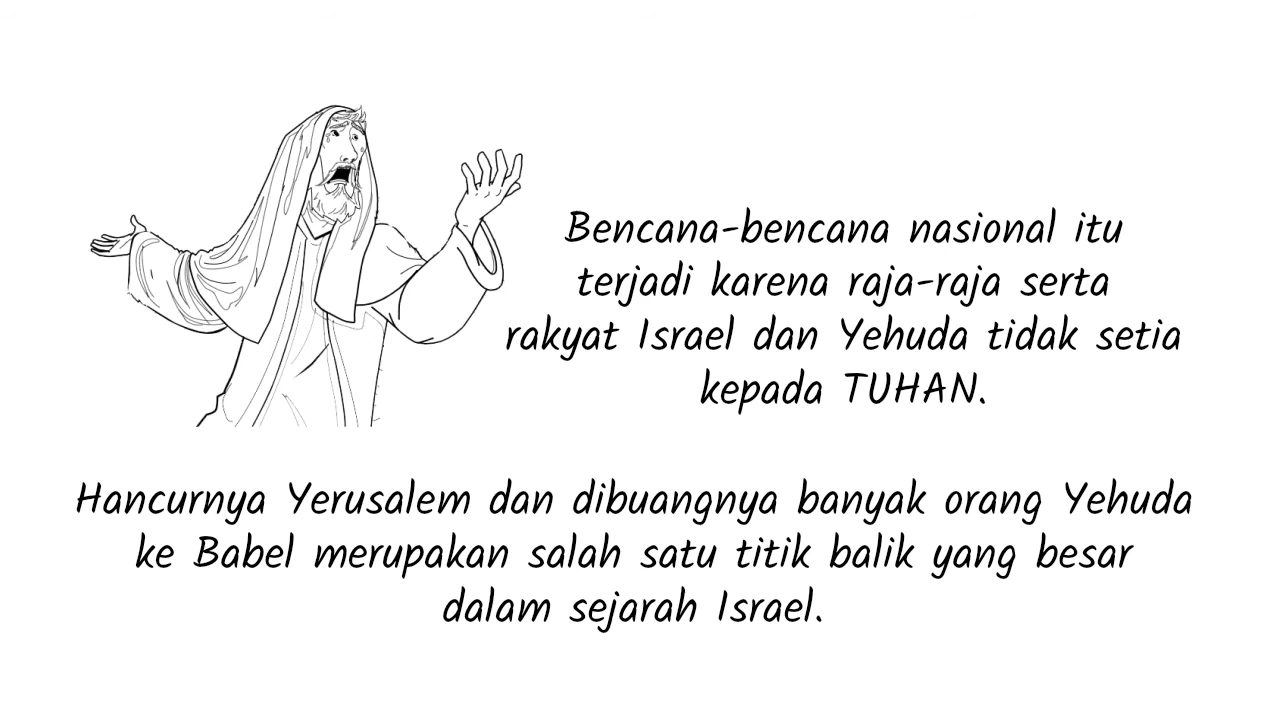 Bencana-bencana nasional itu
terjadi karena raja-raja serta
rakyat Israel dan Yehuda tidak setia
kepada TUHAN.
Hancurnya Yerusalem dan dibuangnya banyak orang Yehuda
ke Babel merupakan salah satu titik balik yang besar
dalam sejarah Israel.